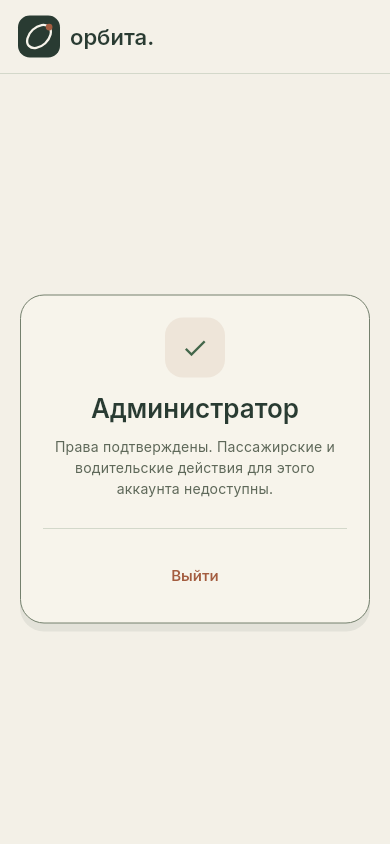 орбита.
Администратор
Права подтверждены. Пассажирские и
водительские действия для этого
аккаунта недоступны.
Выйти